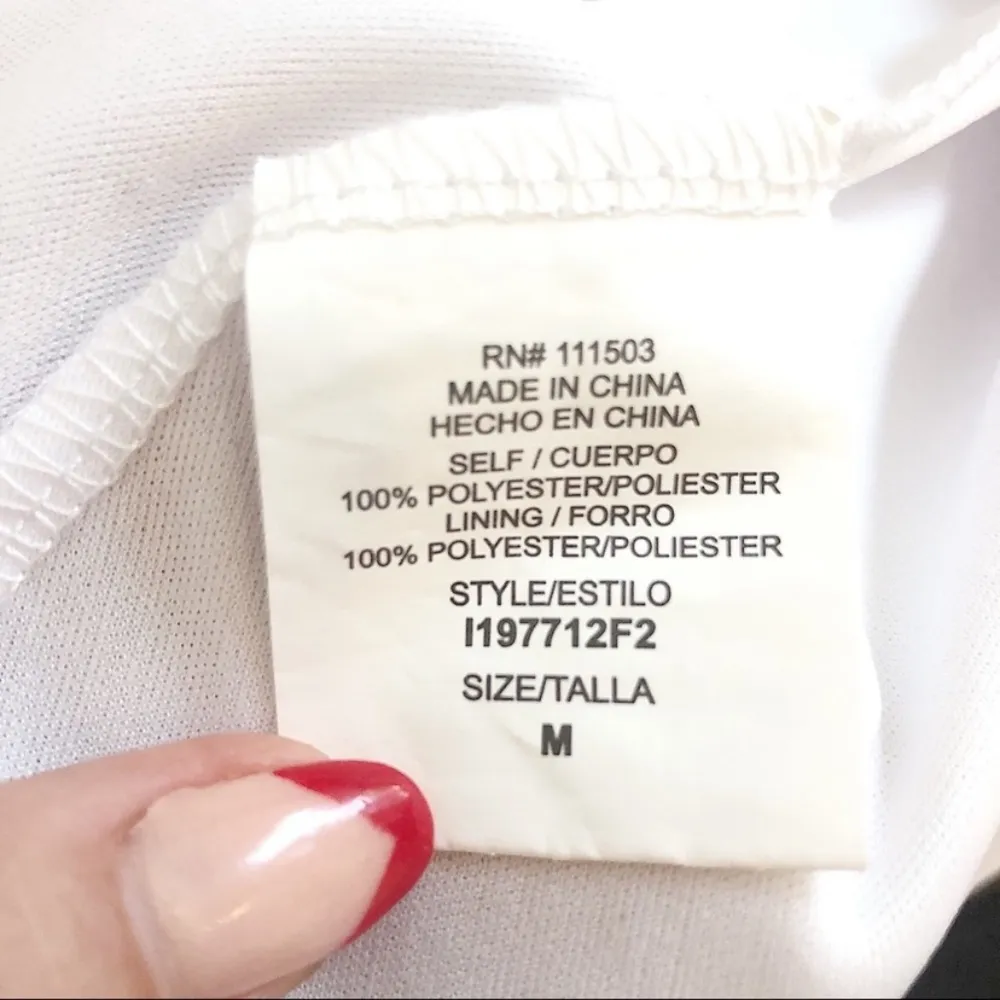 RN# 111503
MADE IN CHINA
HECHO EN CHINA
SELF / CUERPO
100% POLYESTER/POLIESTER
LINING / FORRO
100% POLYESTER/POLIESTER
STYLE/ESTILO
I197712F2
SIZE/TALLA
M